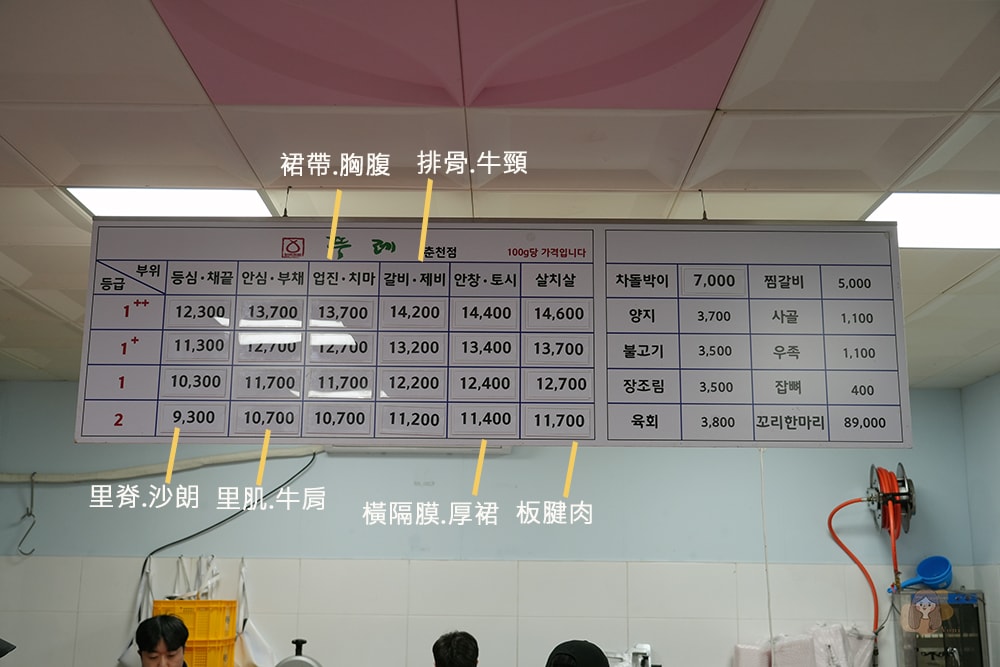 裙帶.胸腹 排骨.牛頸
뚜레 춘천점 100g당 가격입니다
부위 등급 등심·채끝 안심·부채 업진·치마 갈비·제비 안창·토시 살치살
1++ 12,300 13,700 13,700 14,200 14,400 14,600
1+ 11,300 12,700 12,700 13,200 13,400 13,700
1 10,300 11,700 11,700 12,200 12,400 12,700
2 9,300 10,700 10,700 11,200 11,400 11,700
차돌박이 7,000 찜갈비 5,000
양지 3,700 사골 1,100
불고기 3,500 우족 1,100
장조림 3,500 잡뼈 400
육회 3,800 꼬리한마리 89,000
里脊.沙朗 里肌.牛肩 橫隔膜.厚裙 板腱肉